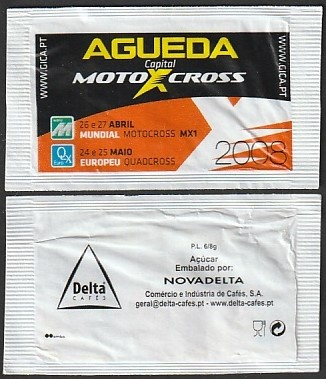 WWW.GICA.PT
AGUEDA
Capital
MOTOXCROSS
WWW.GICA.PT
26 e 27 ABRIL
MUNDIAL MOTOCROSS MX1
24 e 25 MAIO
EUROPEU QUADCROSS
2008
Delta
CAFÉS
P.L. 6/8g
Açúcar
Embalado por:
NOVADELTA
Comércio e Indústria de Cafés, S.A.
geral@delta-cafes.pt - www.delta-cafes.pt